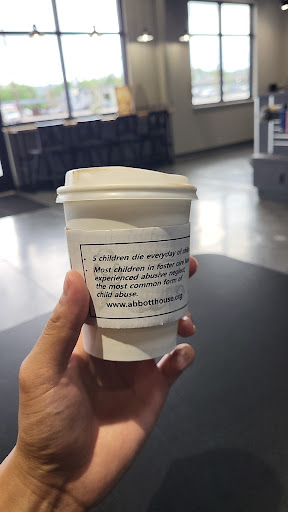 • 5 children die everyday of
• Most children in foster care
experienced abusive neglect,
the most common form of
child abuse.
www.abbotthouse.org